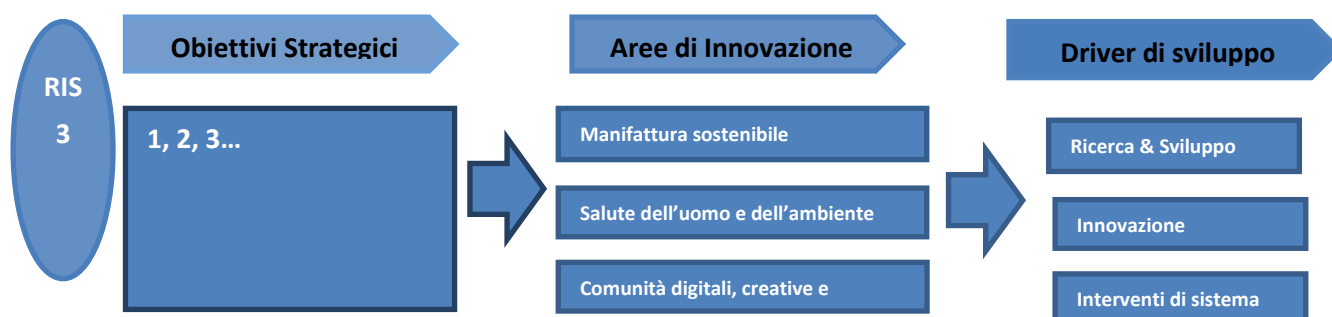 Obiettivi Strategici
Aree di Innovazione
Driver di sviluppo
RIS
3
1, 2, 3…
Manifattura sostenibile
Salute dell’uomo e dell’ambiente
Comunità digitali, creative e
Ricerca & Sviluppo
Innovazione
Interventi di sistema